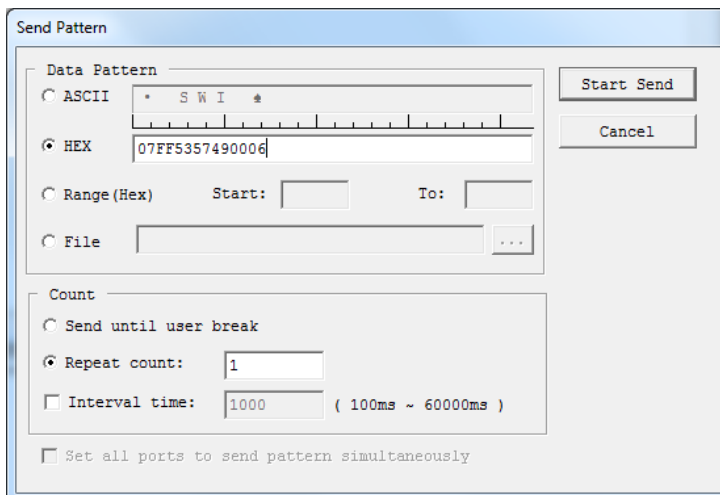 Send Pattern
Data Pattern
ASCII • S W I ♠
Start Send
HEX 07FF5357490006
Cancel
Range(Hex) Start: To:
File ...
Count
Send until user break
Repeat count: 1
Interval time: 1000 ( 100ms ~ 60000ms )
Set all ports to send pattern simultaneously